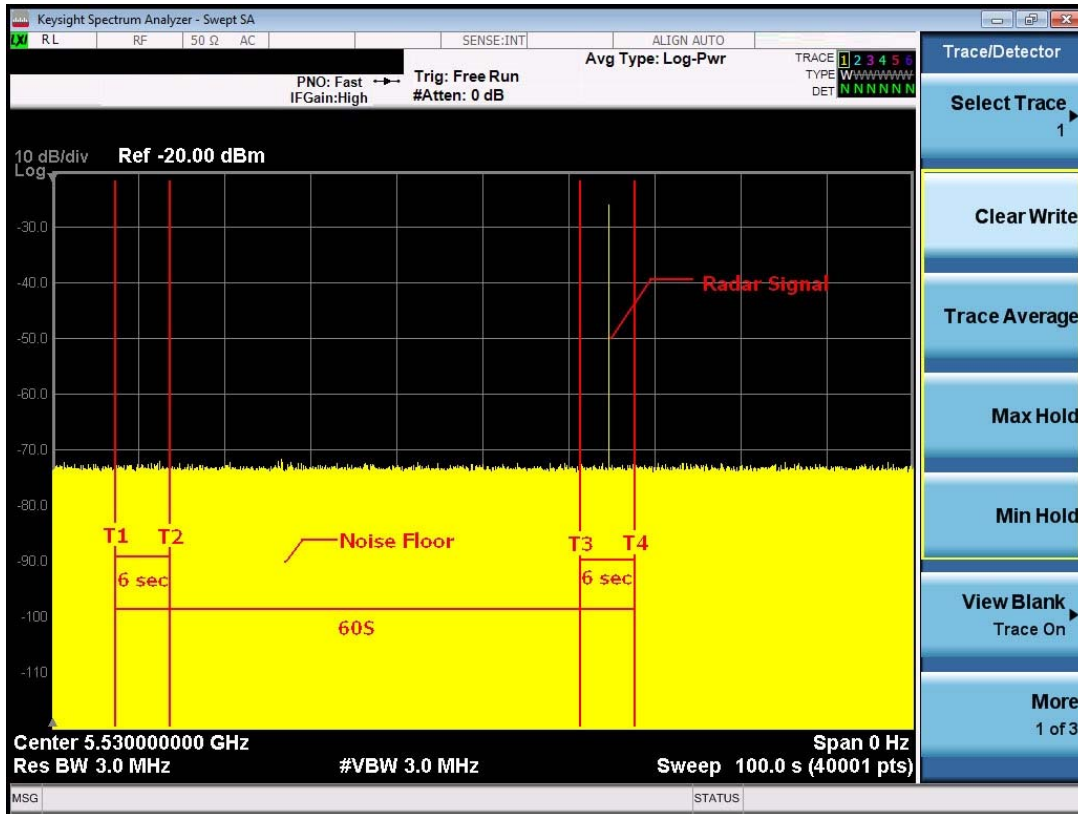 Keysight Spectrum Analyzer - Swept SA
LXI RL RF 50 Ω AC SENSE:INT ALIGN AUTO
Avg Type: Log-Pwr
TRACE 1 2 3 4 5 6
TYPE WWWWWWW
DET N N N N N N
PNO: Fast
IFGain:High
Trig: Free Run
#Atten: 0 dB
10 dB/div Ref -20.00 dBm
Log
-30.0
-40.0
-50.0
-60.0
-70.0
-80.0
-90.0
-100
-110
Radar Signal
T1 T2 Noise Floor T3 T4
6 sec 6 sec
60S
Center 5.530000000 GHz Span 0 Hz
Res BW 3.0 MHz #VBW 3.0 MHz Sweep 100.0 s (40001 pts)
MSG STATUS
Trace/Detector
Select Trace
1
Clear Write
Trace Average
Max Hold
Min Hold
View Blank
Trace On
More
1 of 3